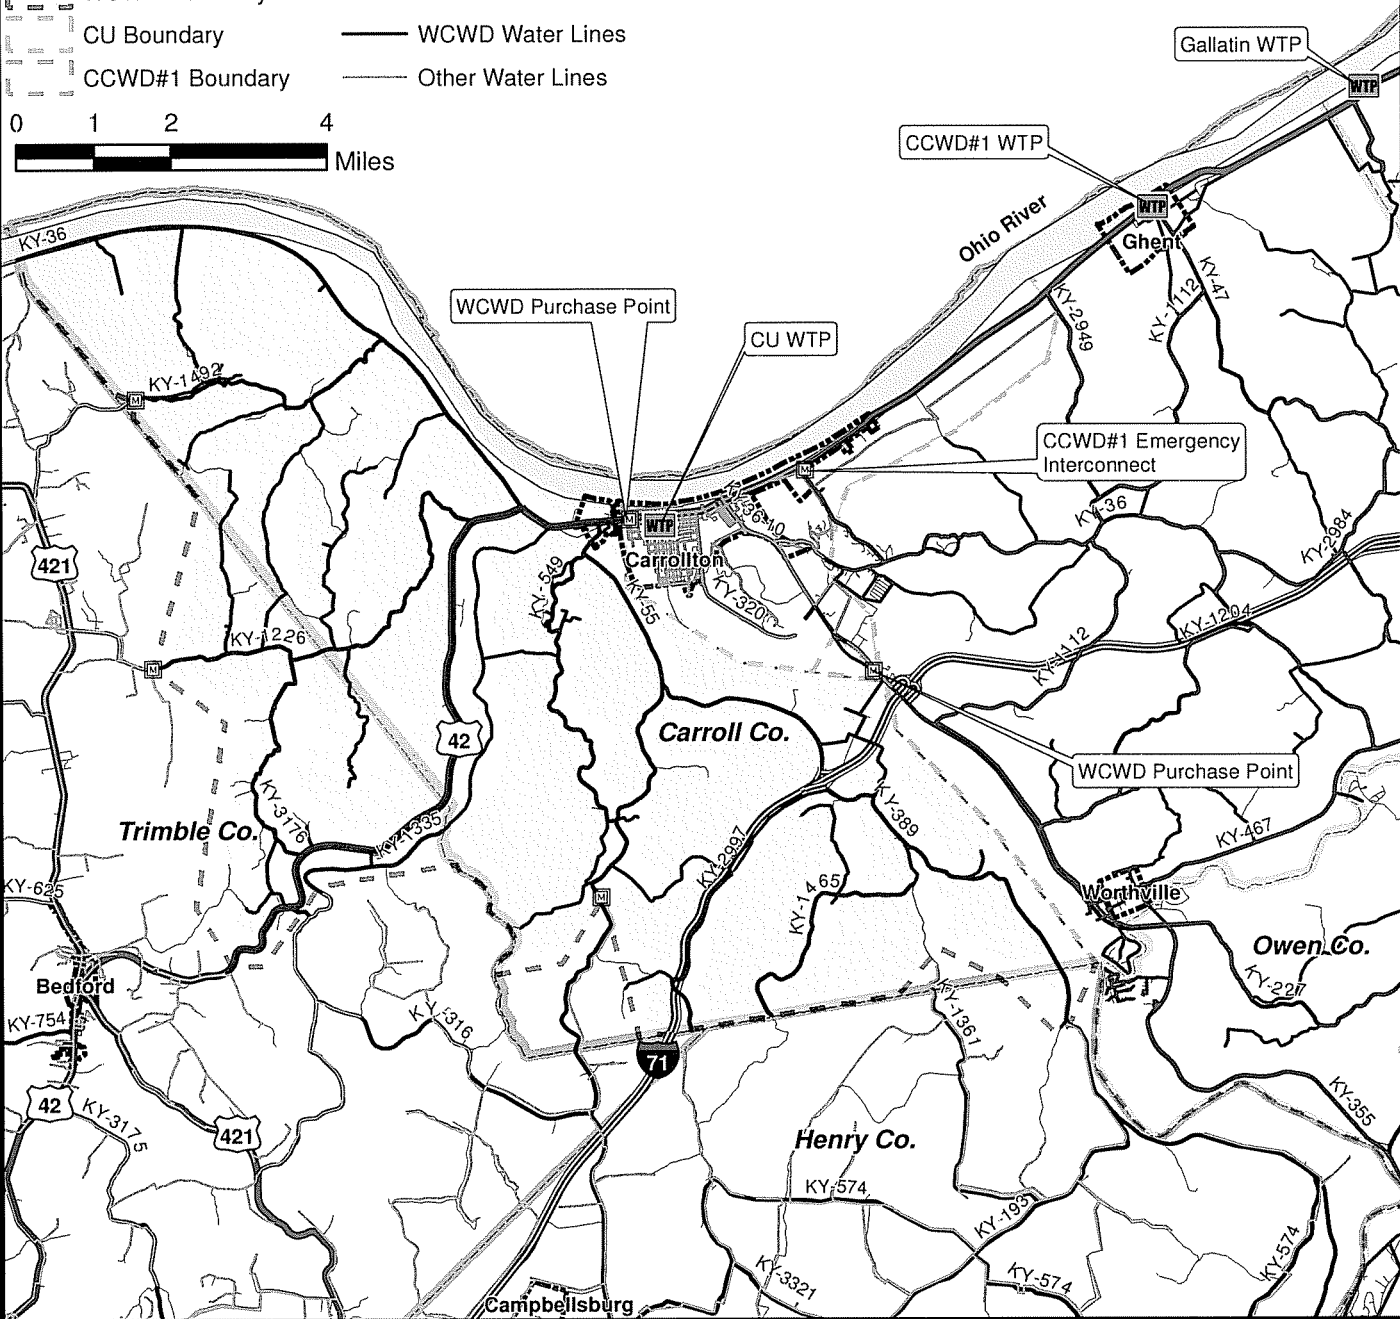 CU Boundary
WCWD Water Lines
CCWD#1 Boundary
Other Water Lines
0 1 2 4
Miles
Gallatin WTP
WTP
CCWD#1 WTP
WTP
Ghent
Ohio River
KY-36
KY-47
KY-1112
KY-2949
WCWD Purchase Point
CU WTP
KY-1492
M
CCWD#1 Emergency
Interconnect
M
M
WTP
KY-36
KY-36
10
KY-2984
421
Carrollton
KY-549
KY-55
KY-320
KY-1204
KY-1226
M
KY-1112
M
42
Carroll Co.
WCWD Purchase Point
KY-3176
KY-389
Trimble Co.
KY-1335
KY-467
KY-2997
KY-625
KY-1465
M
Worthville
Owen Co.
Bedford
KY-227
KY-754
KY-316
KY-1361
71
42
KY-3175
421
KY-355
Henry Co.
KY-574
KY-193
KY-574
KY-3321
KY-574
Campbellsburg